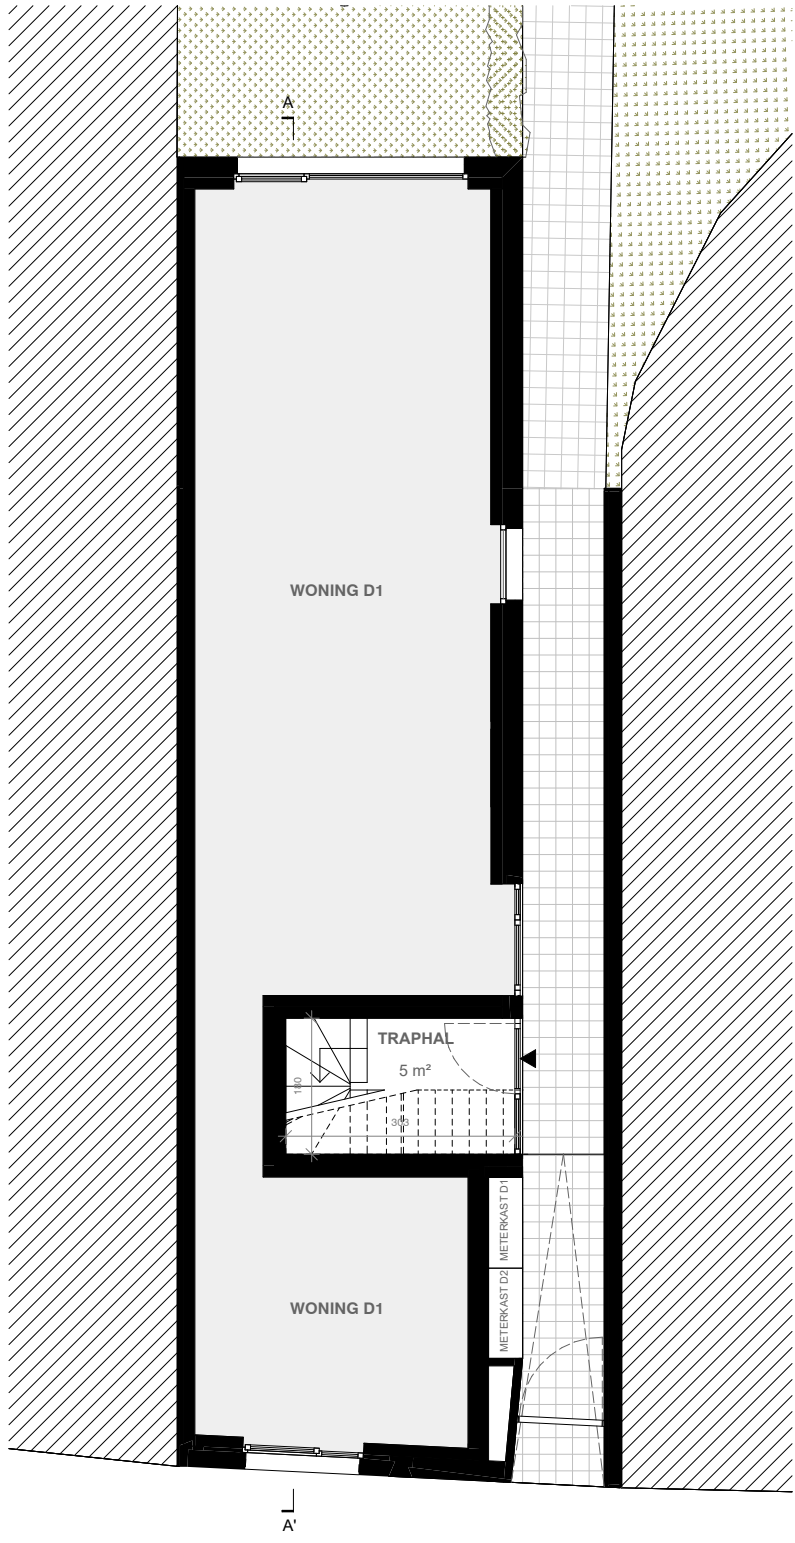 A
WONING D1
TRAPHAL
5 m²
180
303
METERKAST D1
METERKAST D2
WONING D1
A'